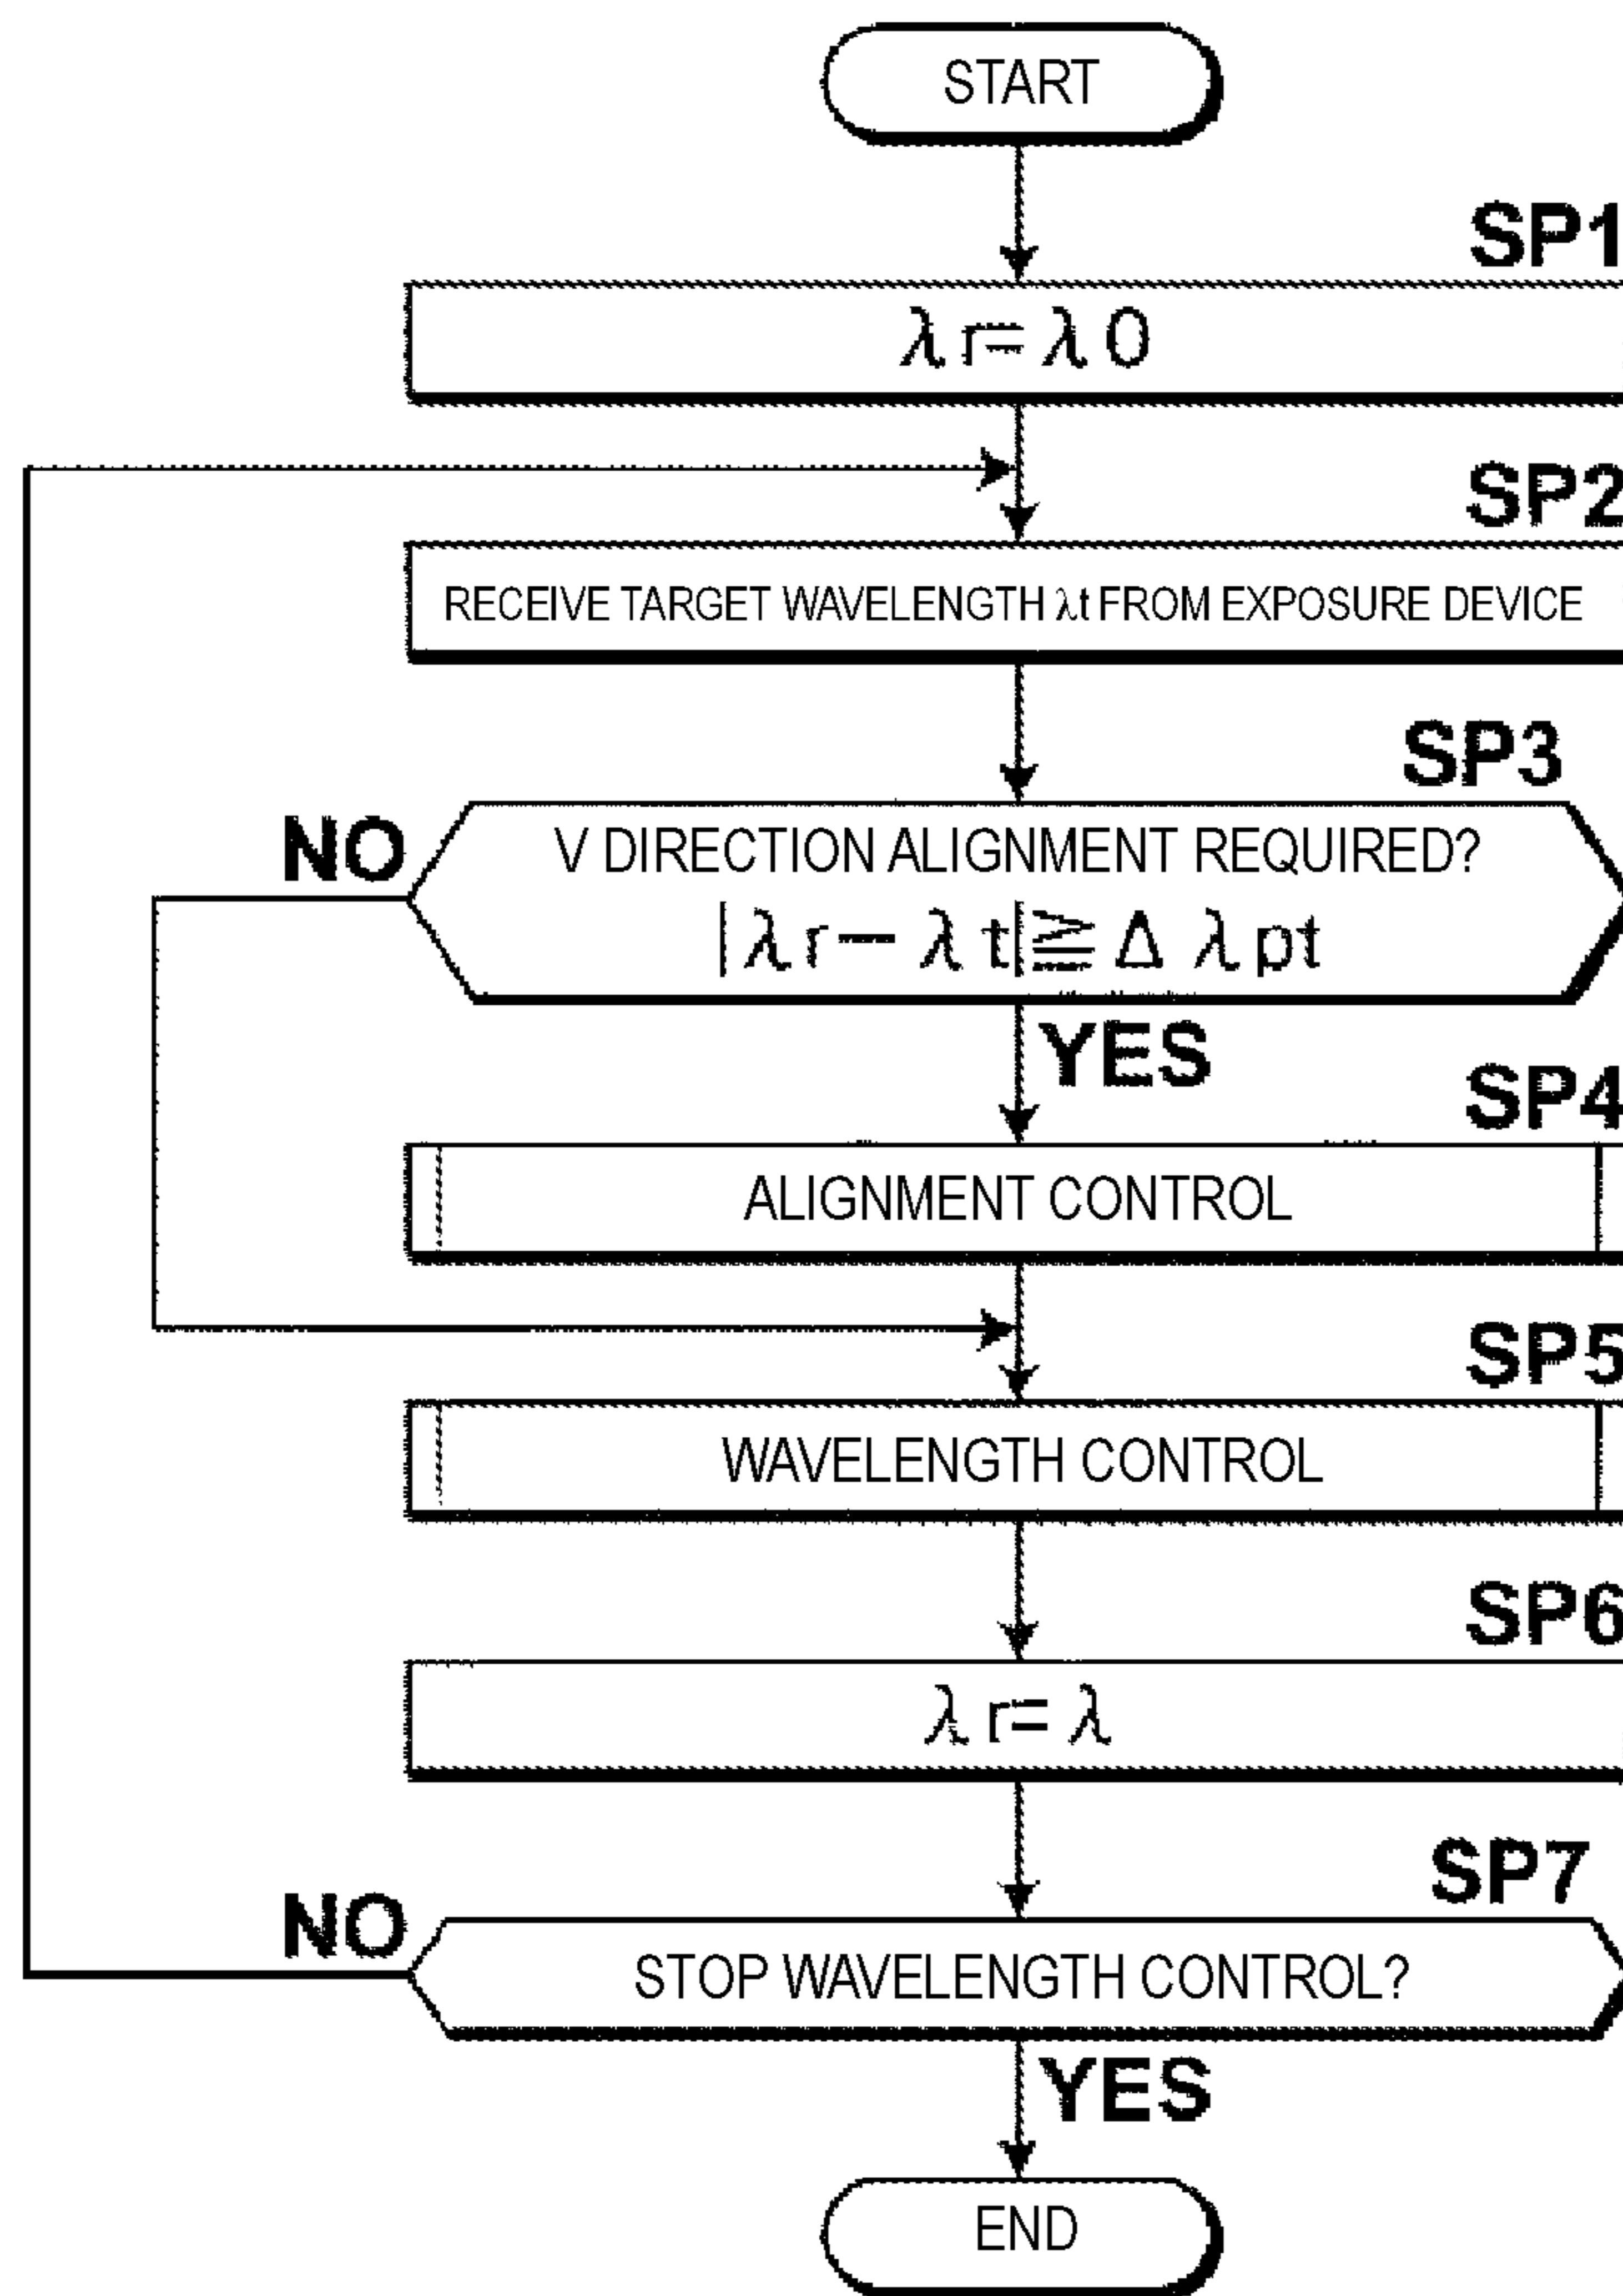 START
SP1
λr=λ0
SP2
RECEIVE TARGET WAVELENGTH λt FROM EXPOSURE DEVICE
SP3
NO
V DIRECTION ALIGNMENT REQUIRED?
|λr−λt|≧Δλpt
YES
SP4
ALIGNMENT CONTROL
SP5
WAVELENGTH CONTROL
SP6
λr=λ
SP7
NO
STOP WAVELENGTH CONTROL?
YES
END